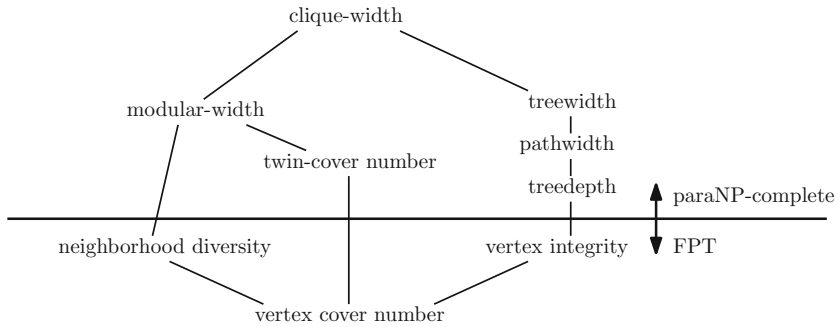 clique-width
modular-width
treewidth
pathwidth
twin-cover number
treedepth
paraNP-complete
neighborhood diversity
vertex integrity
FPT
vertex cover number